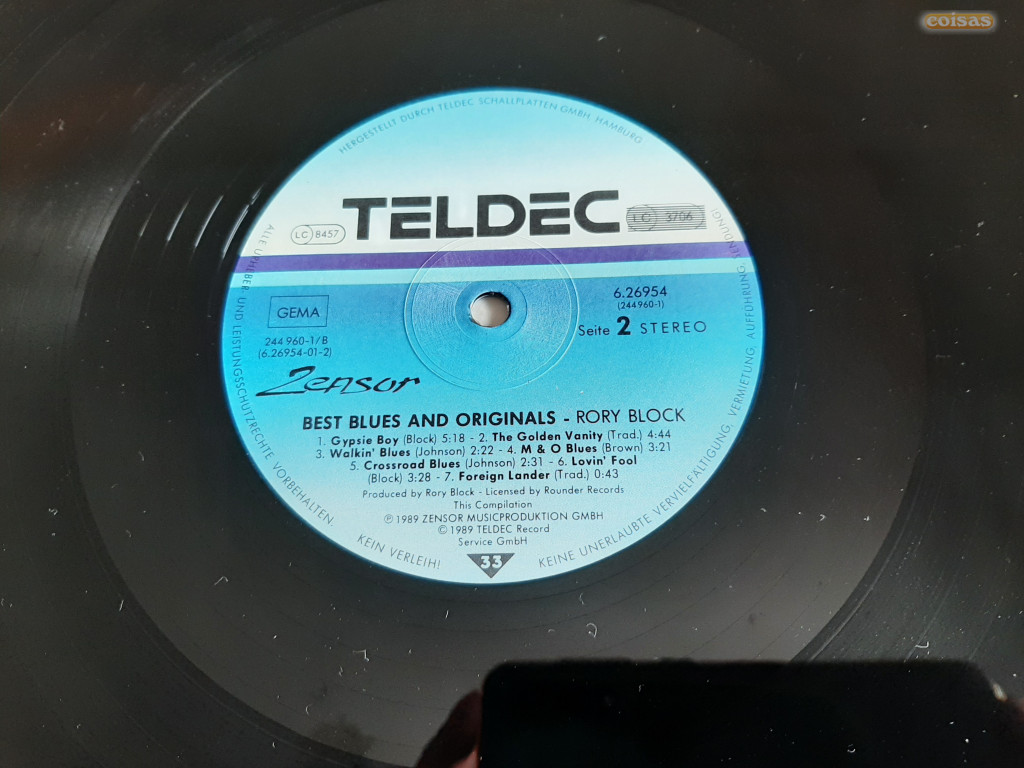 coisas
HERGESTELLT DURCH TELDEC SCHALLPLATTEN GMBH HAMBURG
TELDEC
LC 8457
LC 3706
GEMA
244 960-1/B
(6.26954-01-2)
6.26954
(244960-1)
Seite 2 STEREO
Zensor
BEST BLUES AND ORIGINALS - RORY BLOCK
1. Gypsie Boy (Block) 5:18 - 2. The Golden Vanity (Trad.) 4:44
3. Walkin' Blues (Johnson) 2:22 - 4. M & O Blues (Brown) 3:21
5. Crossroad Blues (Johnson) 2:31 - 6. Lovin' Fool
(Block) 3:28 - 7. Foreign Lander (Trad.) 0:43
Produced by Rory Block - Licensed by Rounder Records
This Compilation
℗ 1989 ZENSOR MUSICPRODUKTION GMBH
© 1989 TELDEC Record
Service GmbH
33
ALLE URHEBER- UND LEISTUNGSSCHUTZRECHTE VORBEHALTEN.
KEIN VERLEIH!
KEINE UNERLAUBTE VERVIELFÄLTIGUNG, VERMIETUNG, AUFFÜHRUNG, SENDUNG!